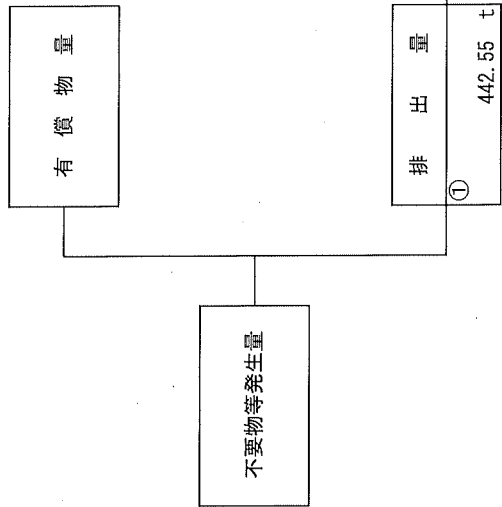 有償物量
不要物等発生量
排出量
①
442.55 t